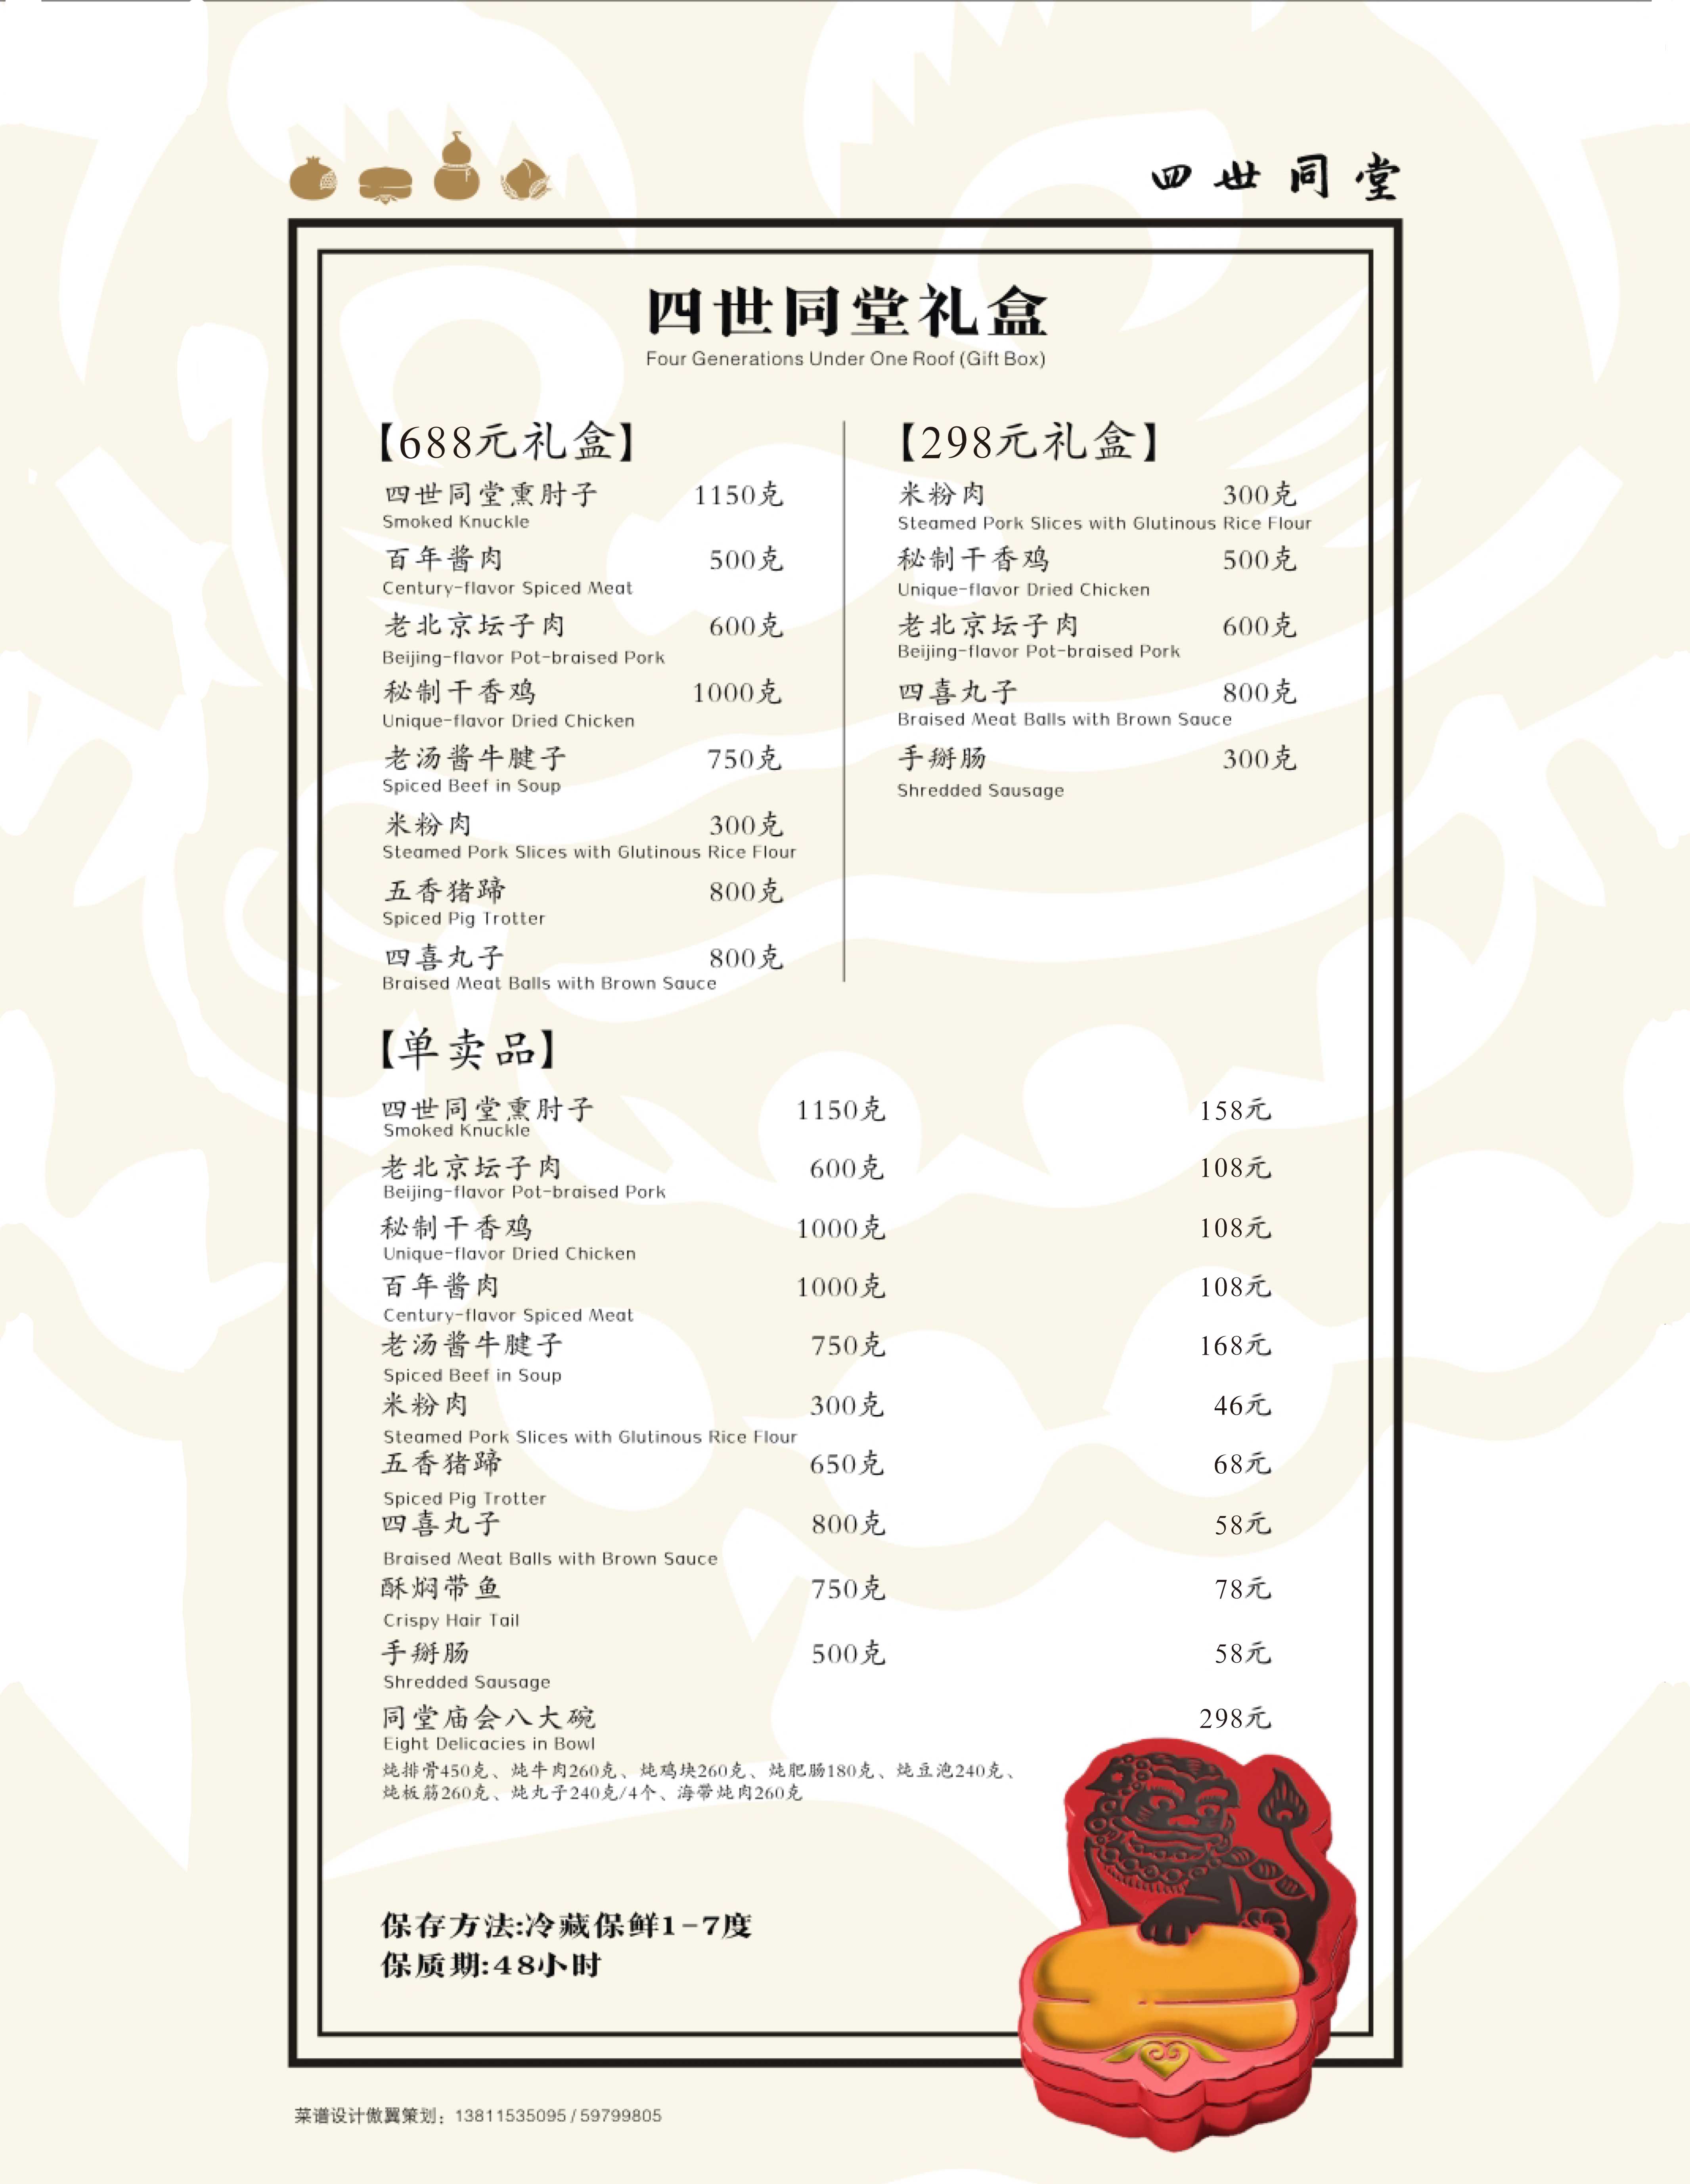 四世同堂
四世同堂礼盒
Four Generations Under One Roof (Gift Box)
【688元礼盒】
四世同堂熏肘子 1150克
Smoked Knuckle
百年酱肉 500克
Century-flavor Spiced Meat
老北京坛子肉 600克
Beijing-flavor Pot-braised Pork
秘制干香鸡 1000克
Unique-flavor Dried Chicken
老汤酱牛腱子 750克
Spiced Beef in Soup
米粉肉 300克
Steamed Pork Slices with Glutinous Rice Flour
五香猪蹄 800克
Spiced Pig Trotter
四喜丸子 800克
Braised Meat Balls with Brown Sauce
【298元礼盒】
米粉肉 300克
Steamed Pork Slices with Glutinous Rice Flour
秘制干香鸡 500克
Unique-flavor Dried Chicken
老北京坛子肉 600克
Beijing-flavor Pot-braised Pork
四喜丸子 800克
Braised Meat Balls with Brown Sauce
手掰肠 300克
Shredded Sausage
【单卖品】
四世同堂熏肘子 1150克 158元
Smoked Knuckle
老北京坛子肉 600克 108元
Beijing-flavor Pot-braised Pork
秘制干香鸡 1000克 108元
Unique-flavor Dried Chicken
百年酱肉 1000克 108元
Century-flavor Spiced Meat
老汤酱牛腱子 750克 168元
Spiced Beef in Soup
米粉肉 300克 46元
Steamed Pork Slices with Glutinous Rice Flour
五香猪蹄 650克 68元
Spiced Pig Trotter
四喜丸子 800克 58元
Braised Meat Balls with Brown Sauce
酥焖带鱼 750克 78元
Crispy Hair Tail
手掰肠 500克 58元
Shredded Sausage
同堂庙会八大碗 298元
Eight Delicacies in Bowl
炖排骨450克、炖牛肉260克、炖鸡块260克、炖肥肠180克、炖豆泡240克、
炖板筋260克、炖丸子240克/4个、海带炖肉260克
保存方法:冷藏保鲜1-7度
保质期:48小时
菜谱设计傲翼策划：13811535095 / 59799805